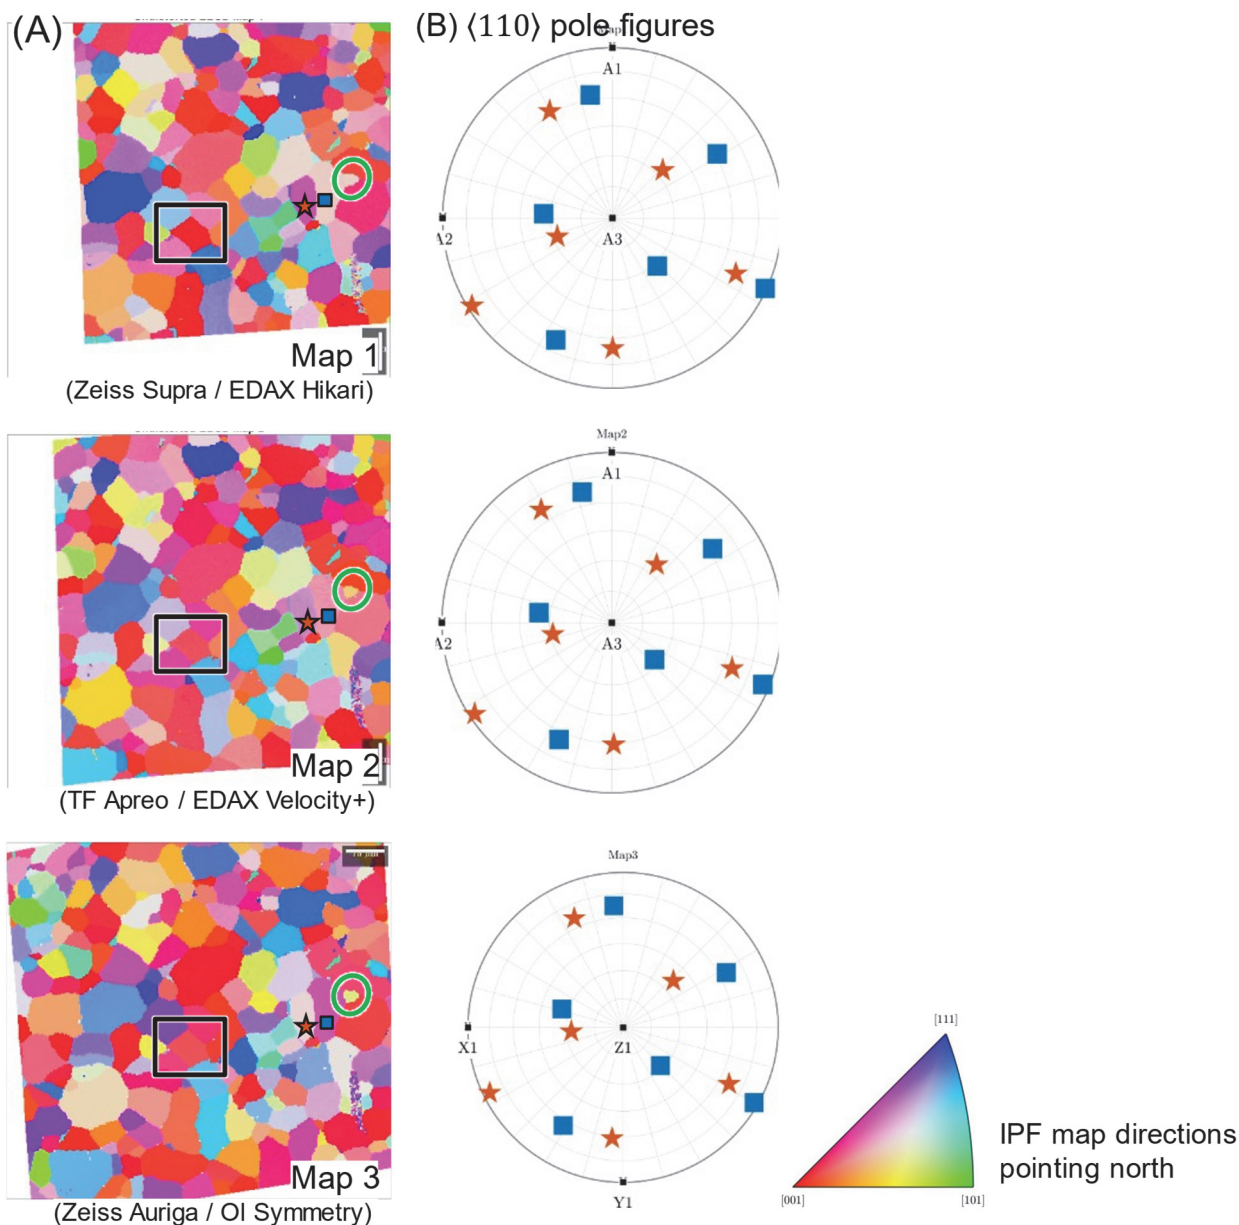 (A)
(B) ⟨110⟩ pole figures
A1
A2
A3
Map 1
(Zeiss Supra / EDAX Hikari)
Map2
A1
A2
A3
Map 2
(TF Apreo / EDAX Velocity+)
Map3
X1
Z1
Y1
Map 3
(Zeiss Auriga / OI Symmetry)
[111]
[001]
[101]
IPF map directions
pointing north